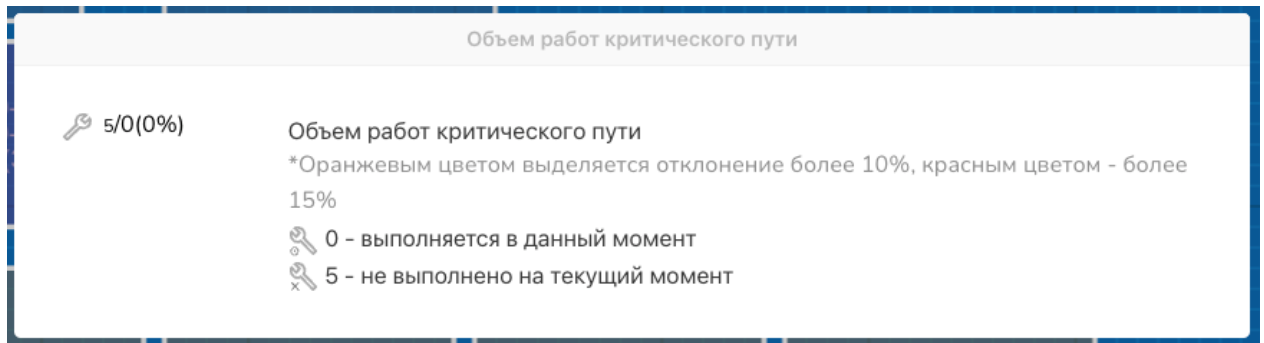 Объем работ критического пути
5/0(0%)
Объем работ критического пути
*Оранжевым цветом выделяется отклонение более 10%, красным цветом - более
15%
0 - выполняется в данный момент
5 - не выполнено на текущий момент